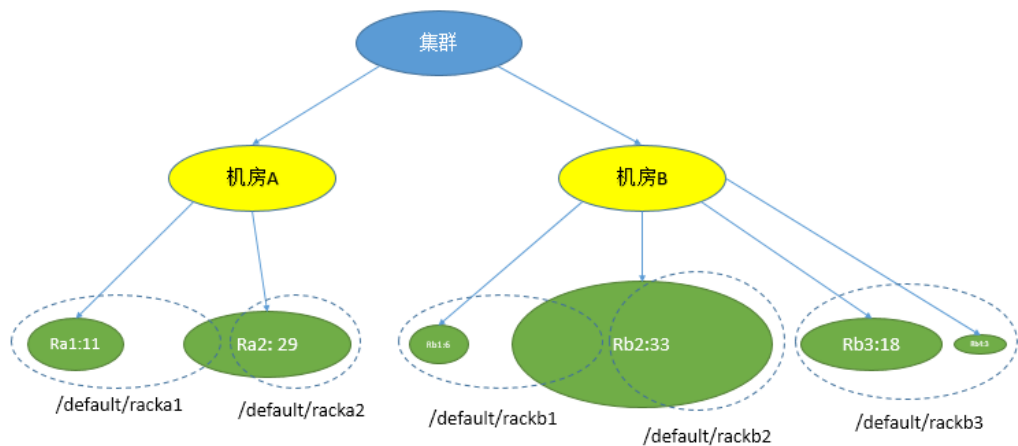 集群
机房A
机房B
Ra1:11
Ra2: 29
Rb1:6
Rb2:33
Rb3:18
Rb4:3
/default/racka1
/default/racka2
/default/rackb1
/default/rackb2
/default/rackb3